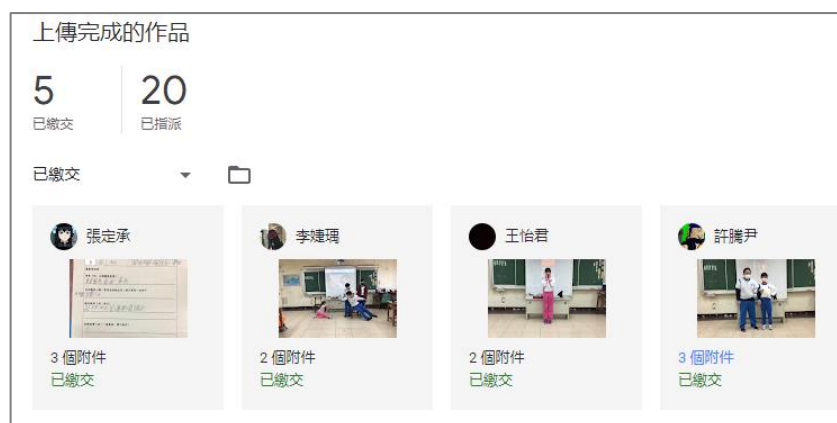 上傳完成的作品
5
已繳交
20
已指派
已繳交
張定承
3 個附件
已繳交
李婕瑀
2 個附件
已繳交
王怡君
2 個附件
已繳交
許騰尹
3 個附件
已繳交